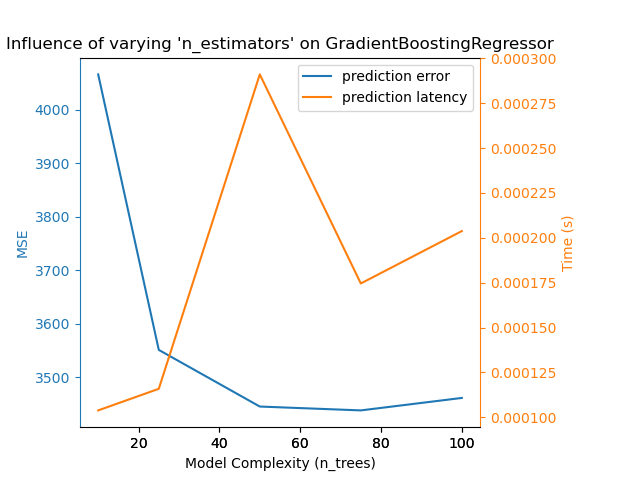 Influence of varying 'n_estimators' on GradientBoostingRegressor
prediction error
prediction latency
MSE
4000
3900
3800
3700
3600
3500
0.000300
0.000275
0.000250
0.000225
0.000200
0.000175
0.000150
0.000125
0.000100
Time (s)
20 40 60 80 100
Model Complexity (n_trees)